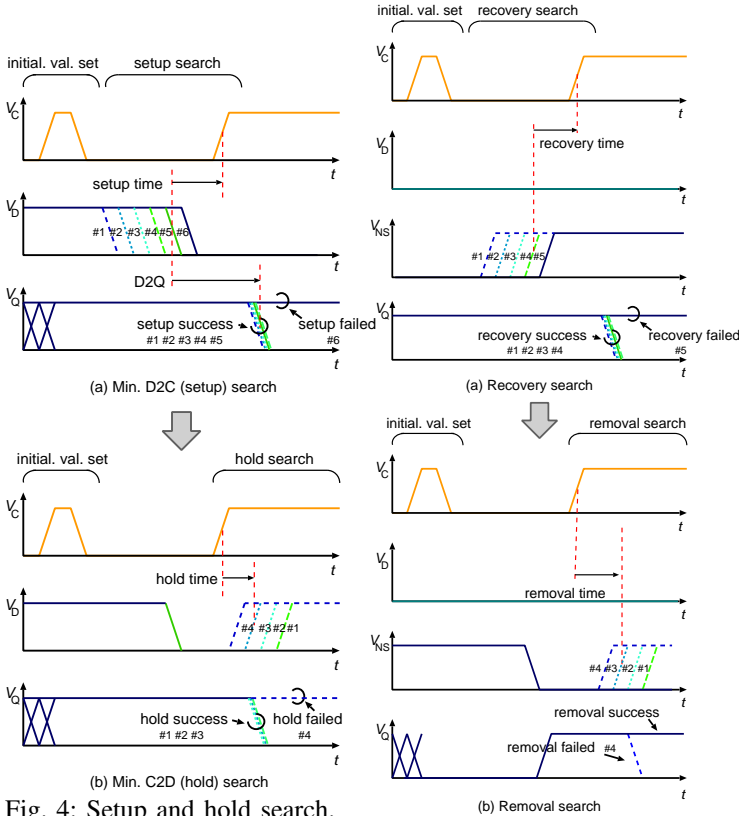 initial. val. set
setup search
V_C
t
setup time
V_D
#1 #2 #3 #4 #5 #6
t
D2Q
V_Q
setup success
setup failed
#1 #2 #3 #4 #5
#6
t
(a) Min. D2C (setup) search
initial. val. set
hold search
V_C
t
hold time
V_D
#4 #3 #2 #1
t
V_Q
hold success
hold failed
#1 #2 #3
#4
t
(b) Min. C2D (hold) search
Fig. 4: Setup and hold search.
initial. val. set
recovery search
V_C
t
recovery time
V_D
t
V_NS
#1 #2 #3 #4 #5
t
V_Q
recovery success
recovery failed
#1 #2 #3 #4
#5
t
(a) Recovery search
initial. val. set
removal search
V_C
t
V_D
removal time
t
V_NS
#4 #3 #2 #1
t
removal success
V_Q
removal failed
#4
t
(b) Removal search